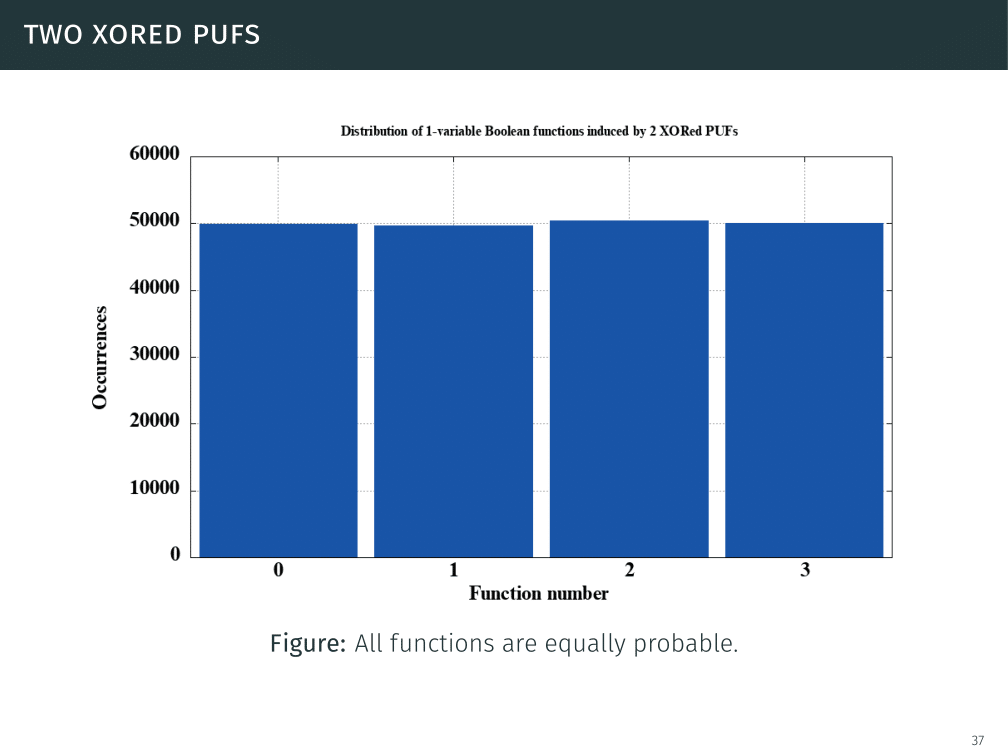 TWO XORED PUFS
Distribution of 1-variable Boolean functions induced by 2 XORed PUFs
60000
50000
40000
30000
20000
10000
0
Occurrences
0 1 2 3
Function number
Figure: All functions are equally probable.
37